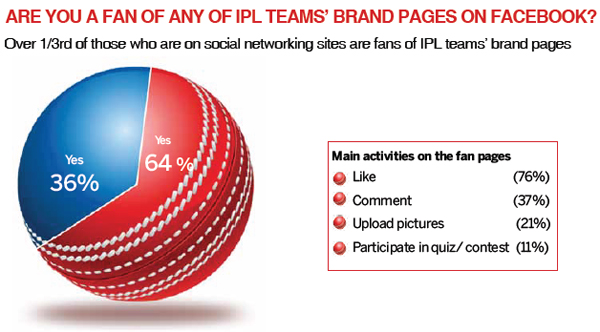 ARE YOU A FAN OF ANY OF IPL TEAMS' BRAND PAGES ON FACEBOOK?
Over 1/3rd of those who are on social networking sites are fans of IPL teams' brand pages
Yes
36%
Yes
64 %
Main activities on the fan pages
Like (76%)
Comment (37%)
Upload pictures (21%)
Participate in quiz/ contest (11%)